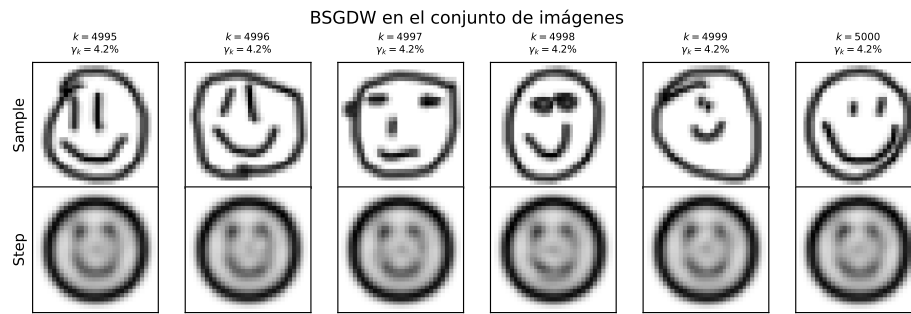 BSGDW en el conjunto de imágenes
k = 4995
γk = 4.2%
k = 4996
γk = 4.2%
k = 4997
γk = 4.2%
k = 4998
γk = 4.2%
k = 4999
γk = 4.2%
k = 5000
γk = 4.2%
Sample
Step